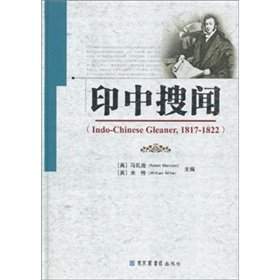 印中搜闻
(Indo-Chinese Gleaner, 1817-1822)
[英] 马礼逊 (Robert Morrison)
[英] 米怜 (William Milne)
主编
国家图书馆出版社